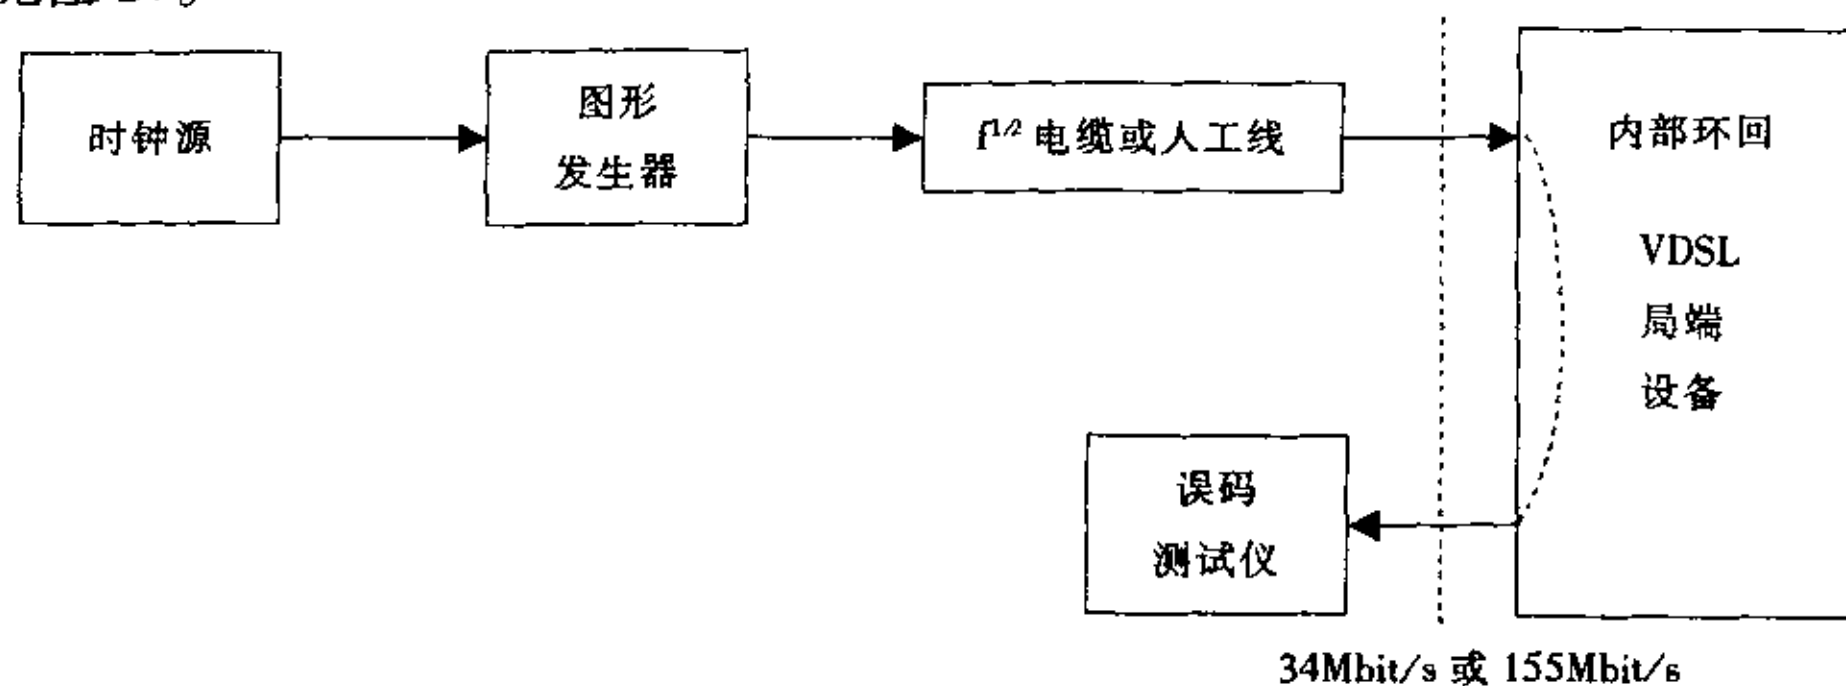 时钟源
图形
发生器
f1/2 电缆或人工线
内部环回
VDSL
局端
设备
误码
测试仪
34Mbit/s 或 155Mbit/s